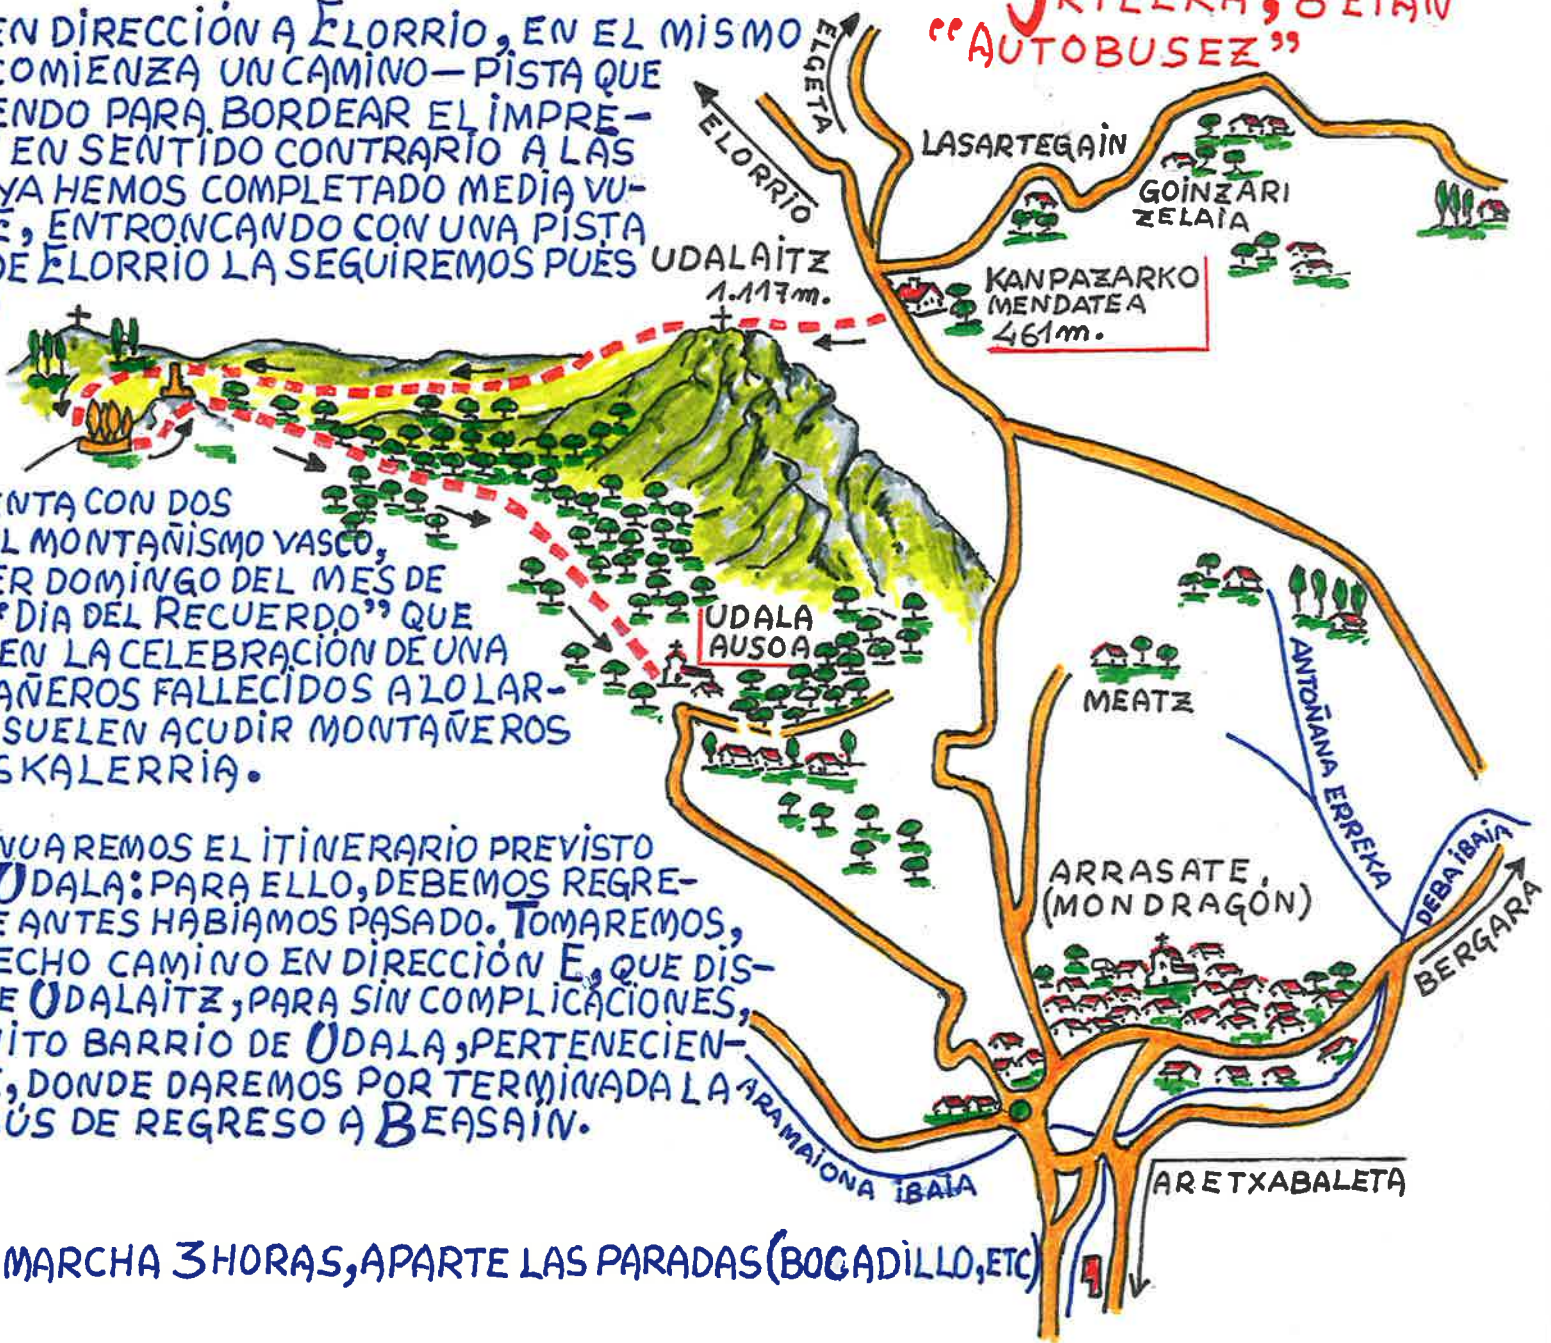 IRTEERA, 8 ETAN
“AUTOBUSEZ”
EN DIRECCIÓN A ELORRIO, EN EL MISMO
COMIENZA UN CAMINO-PISTA QUE
ENDO PARA BORDEAR EL IMPRE-
EN SENTIDO CONTRARIO A LAS
YA HEMOS COMPLETADO MEDIA VU-
E, ENTRONCANDO CON UNA PISTA
DE ELORRIO LA SEGUIREMOS PUES
ELGETA
ELORRIO
LASARTEGAIN
GOINZARI
ZELAIA
UDALAITZ
1.117m.
KANPAZARKO
MENDATEA
461m.
ENTA CON DOS
L MONTAÑISMO VASCO,
ER DOMINGO DEL MES DE
“DIA DEL RECUERDO” QUE
EN LA CELEBRACIÓN DE UNA
AÑEROS FALLECIDOS A LO LAR-
SUELEN ACUDIR MONTAÑEROS
SKALERRIA.
UDALA
AUSOA
MEATZ
ANTOÑANA ERREKA
NUAREMOS EL ITINERARIO PREVISTO
UDALA: PARA ELLO, DEBEMOS REGRE-
E ANTES HABIAMOS PASADO. TOMAREMOS,
ECHO CAMINO EN DIRECCIÓN E, QUE DIS-
E UDALAITZ, PARA SIN COMPLICACIONES,
ITO BARRIO DE UDALA, PERTENECIEN-
E, DONDE DAREMOS POR TERMINADA LA
ÚS DE REGRESO A BEASAIN.
ARRASATE,
(MONDRAGÓN)
DEBA IBAIA
BERGARA
ARAMAIONA IBAIA
ARETXABALETA
MARCHA 3 HORAS, APARTE LAS PARADAS (BOCADILLO, ETC)